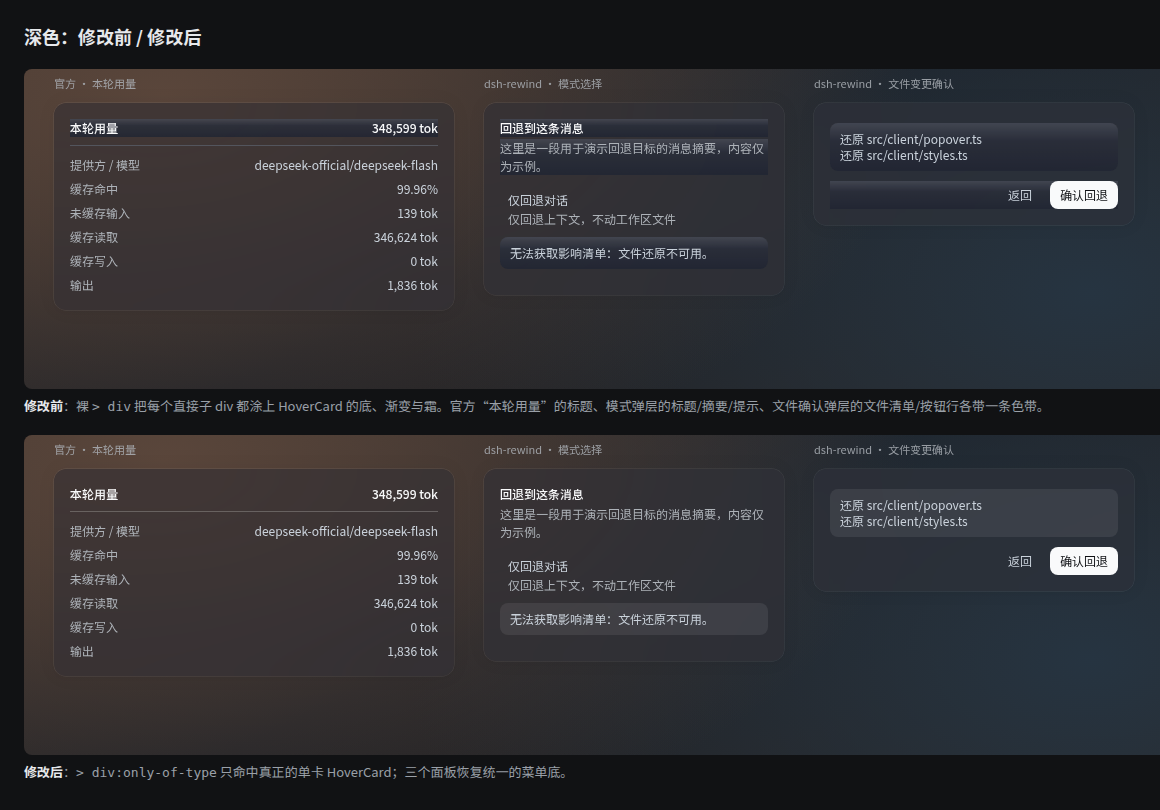 深色：修改前 / 修改后
官方 · 本轮用量
本轮用量 348,599 tok
提供方 / 模型 deepseek-official/deepseek-flash
缓存命中 99.96%
未缓存输入 139 tok
缓存读取 346,624 tok
缓存写入 0 tok
输出 1,836 tok
dsh-rewind · 模式选择
回退到这条消息
这里是一段用于演示回退目标的消息摘要，内容仅
为示例。
仅回退对话
仅回退上下文，不动工作区文件
无法获取影响清单：文件还原不可用。
dsh-rewind · 文件变更确认
还原 src/client/popover.ts
还原 src/client/styles.ts
返回 确认回退
修改前：裸 > div 把每个直接子 div 都涂上 HoverCard 的底、渐变与霜。官方“本轮用量”的标题、模式弹层的标题/摘要/提示、文件确认弹层的文件清单/按钮行各带一条色带。
官方 · 本轮用量
本轮用量 348,599 tok
提供方 / 模型 deepseek-official/deepseek-flash
缓存命中 99.96%
未缓存输入 139 tok
缓存读取 346,624 tok
缓存写入 0 tok
输出 1,836 tok
dsh-rewind · 模式选择
回退到这条消息
这里是一段用于演示回退目标的消息摘要，内容仅
为示例。
仅回退对话
仅回退上下文，不动工作区文件
无法获取影响清单：文件还原不可用。
dsh-rewind · 文件变更确认
还原 src/client/popover.ts
还原 src/client/styles.ts
返回 确认回退
修改后：> div:only-of-type 只命中真正的单卡 HoverCard；三个面板恢复统一的菜单底。